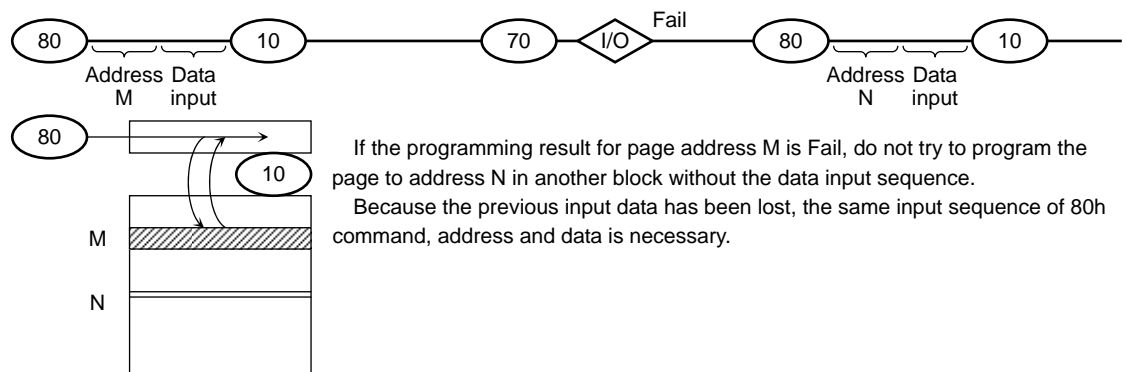 Fail
80 10 70 I/O 80 10
Address Data Address Data
M input N input
80
If the programming result for page address M is Fail, do not try to program the
10
page to address N in another block without the data input sequence.
Because the previous input data has been lost, the same input sequence of 80h
M
command, address and data is necessary.
N